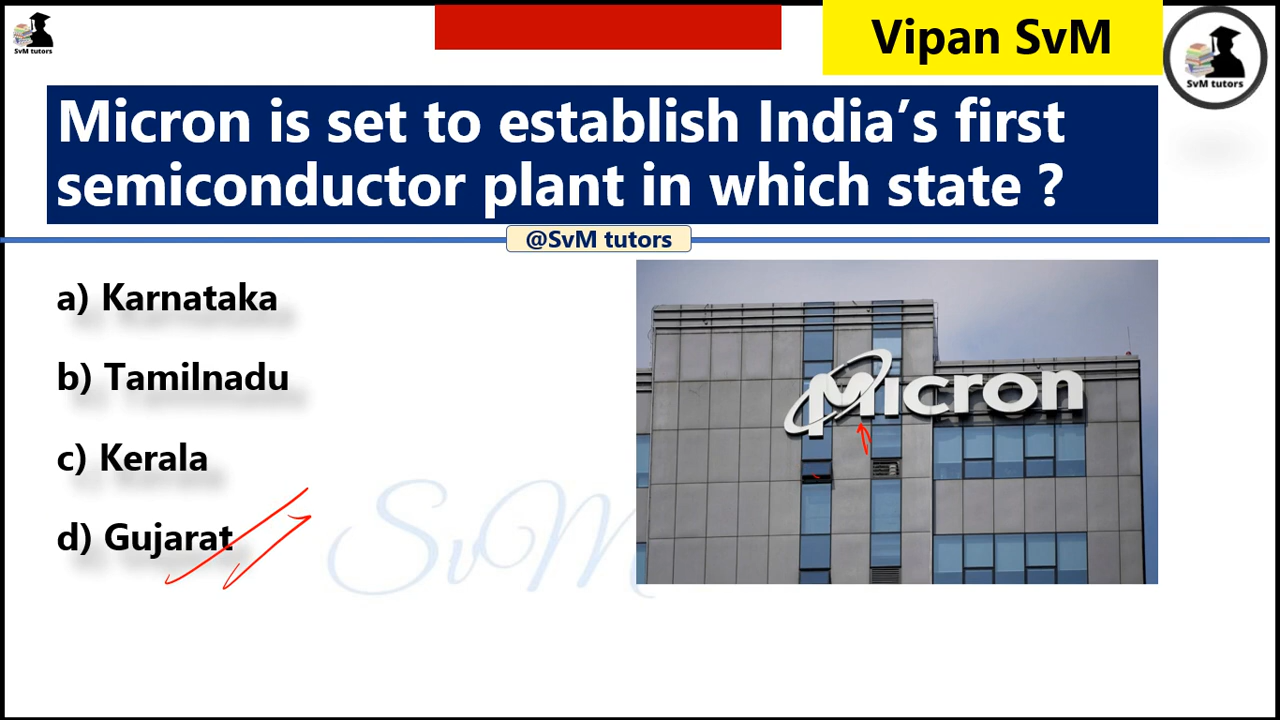 SvM tutors
Vipan SvM
SvM tutors
Micron is set to establish India’s first
semiconductor plant in which state ?
@SvM tutors
a) Karnataka
b) Tamilnadu
c) Kerala
d) Gujarat
Micron
SvM